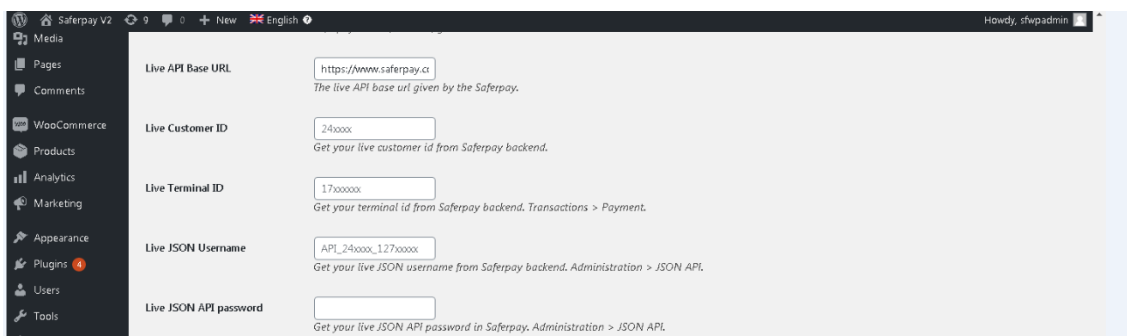 Saferpay V2 9 0 + New English Howdy, sfwpadmin
Media
Pages
Live API Base URL https://www.saferpay.cc
The live API base url given by the Saferpay.
Comments
WooCommerce
Live Customer ID 24xxxx
Get your live customer id from Saferpay backend.
Products
Analytics
Live Terminal ID 17xxxxxx
Marketing
Get your terminal id from Saferpay backend. Transactions > Payment.
Appearance
Live JSON Username API_24xxxx_127xxxxx
Plugins 4
Get your live JSON username from Saferpay backend. Administration > JSON API.
Users
Live JSON API password
Tools
Get your live JSON API password in Saferpay. Administration > JSON API.